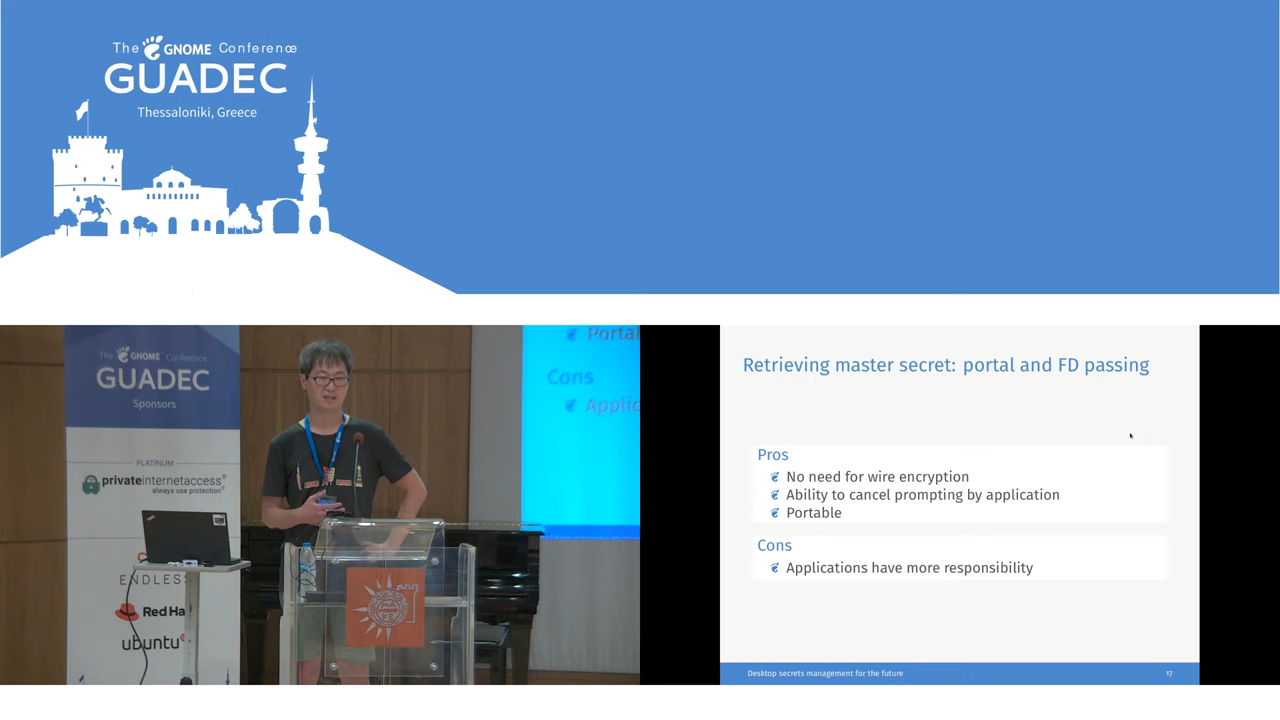 The GNOME Conference
GUADEC
Thessaloniki, Greece
The GNOME Conference
GUADEC
Sponsors
PLATINUM
privateinternetaccess
always use protection
ENDLESS
Red Ha
ubuntu
Portal
Cons
Applic
Retrieving master secret: portal and FD passing
Pros
No need for wire encryption
Ability to cancel prompting by application
Portable
Cons
Applications have more responsibility
Desktop secrets management for the future
17